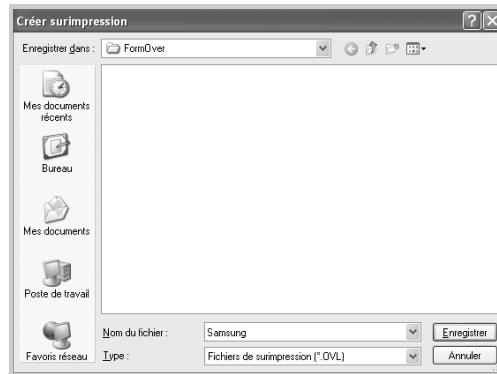 Créer surimpression
Enregistrer dans :
FormOver
Mes documents
récents
Bureau
Mes documents
Poste de travail
Favoris réseau
Nom du fichier :
Samsung
Enregistrer
Type :
Fichiers de surimpression (*.OVL)
Annuler